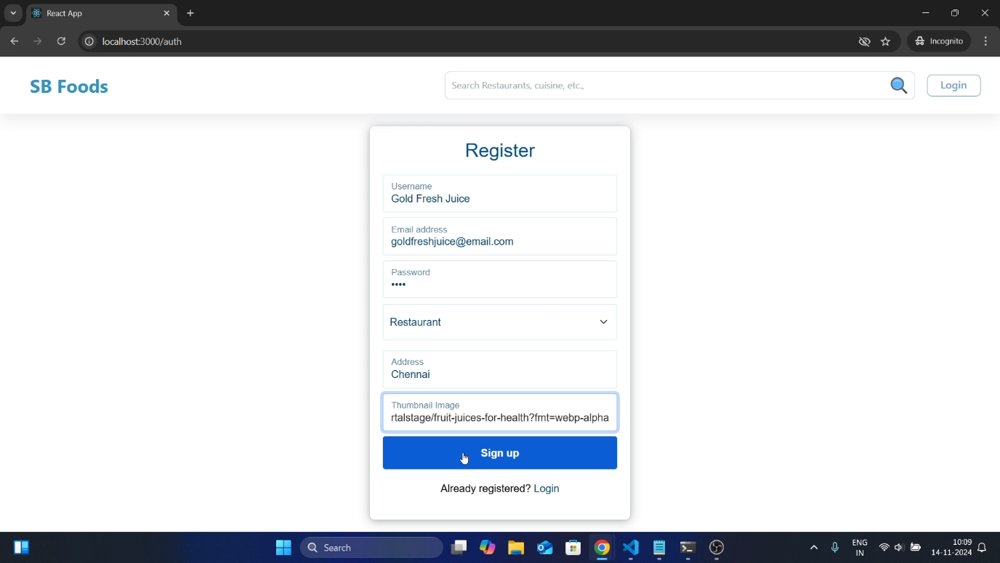 React App
localhost:3000/auth
Incognito
SB Foods
Search Restaurants, cuisine, etc.,
Login
Register
Username
Gold Fresh Juice
Email address
goldfreshjuice@email.com
Password
••••
Restaurant
Address
Chennai
Thumbnail Image
rtalstage/fruit-juices-for-health?fmt=webp-alpha
Sign up
Already registered? Login
Search
ENG
IN
10:09
14-11-2024